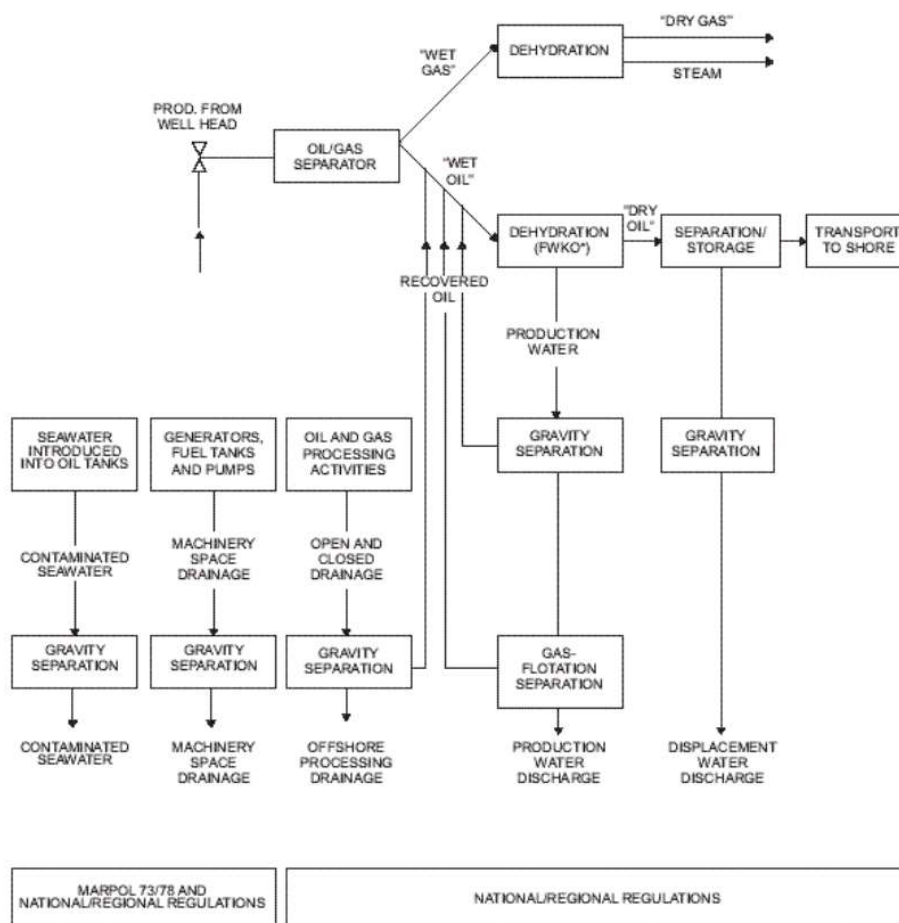 "DRY GAS"
DEHYDRATION
STEAM
"WET
GAS"
PROD. FROM
WELL HEAD
OIL/GAS
SEPARATOR
"WET
OIL"
DEHYDRATION
(FWKO*)
"DRY
OIL"
SEPARATION/
STORAGE
TRANSPORT
TO SHORE
RECOVERED
OIL
PRODUCTION
WATER
SEAWATER
INTRODUCED
INTO OIL TANKS
GENERATORS,
FUEL TANKS
AND PUMPS
OIL AND GAS
PROCESSING
ACTIVITIES
GRAVITY
SEPARATION
GRAVITY
SEPARATION
CONTAMINATED
SEAWATER
MACHINERY
SPACE
DRAINAGE
OPEN AND
CLOSED
DRAINAGE
GRAVITY
SEPARATION
GRAVITY
SEPARATION
GRAVITY
SEPARATION
GAS-
FLOTATION
SEPARATION
CONTAMINATED
SEAWATER
MACHINERY
SPACE
DRAINAGE
OFFSHORE
PROCESSING
DRAINAGE
PRODUCTION
WATER
DISCHARGE
DISPLACEMENT
WATER
DISCHARGE
MARPOL 73/78 AND
NATIONAL/REGIONAL REGULATIONS
NATIONAL/REGIONAL REGULATIONS